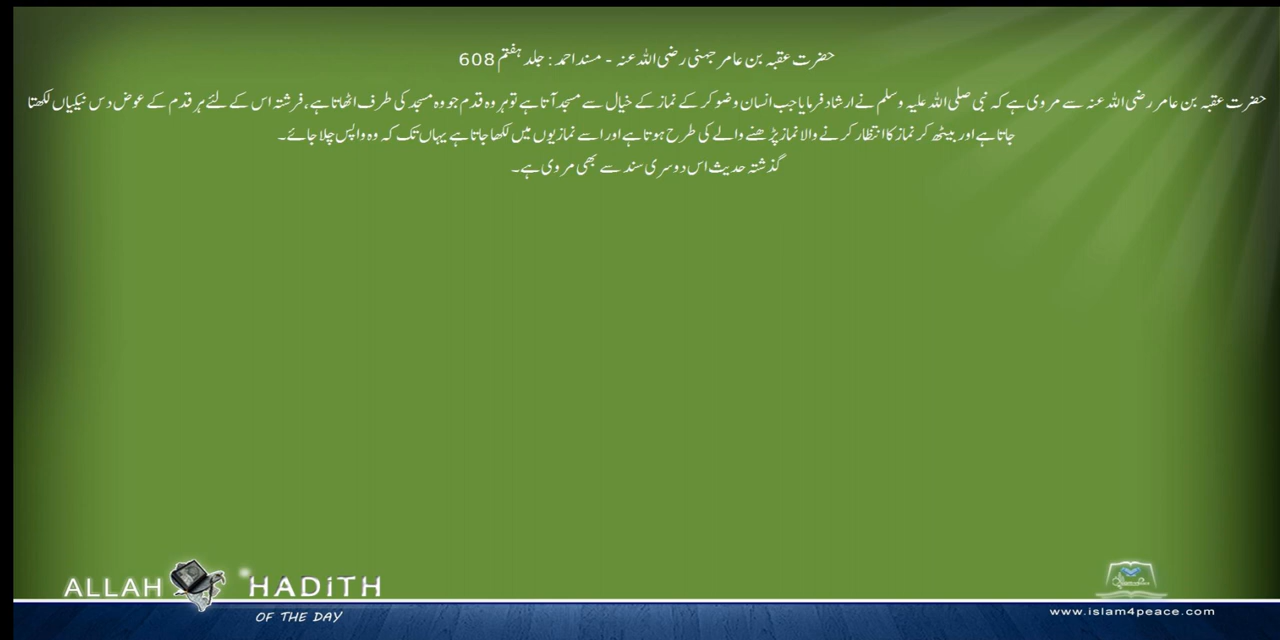 حضرت عقبہ بن عامر جہنی رضی اللہ عنہ - مسند احمد : جلد ہفتم 608
حضرت عقبہ بن عامر رضی اللہ عنہ سے مروی ہے کہ نبی صلی اللہ علیہ وسلم نے ارشاد فرمایا جب انسان وضو کر کے نماز کے خیال سے مسجد آتا ہے تو ہر وہ قدم جو وہ مسجد کی طرف اٹھاتا ہے، فرشتہ اس کے لئے ہر قدم کے عوض دس نیکیاں لکھتا
جاتا ہے اور بیٹھ کر نماز کا انتظار کرنے والا نماز پڑھنے والے کی طرح ہوتا ہے اور اسے نمازیوں میں لکھا جاتا ہے یہاں تک کہ وہ واپس چلا جائے۔
گذشتہ حدیث اس دوسری سند سے بھی مروی ہے۔
ALLAH HADITH
OF THE DAY
www.islam4peace.com